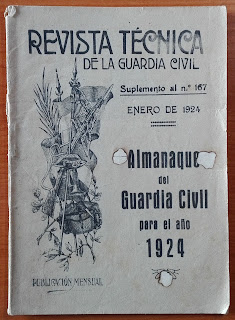 REVISTA TÉCNICA
DE LA GUARDIA CIVIL
Suplemento al n.º 167
ENERO DE 1924
Almanaque
del
Guardia Civil
para el año
1924
PUBLICACIÓN MENSUAL